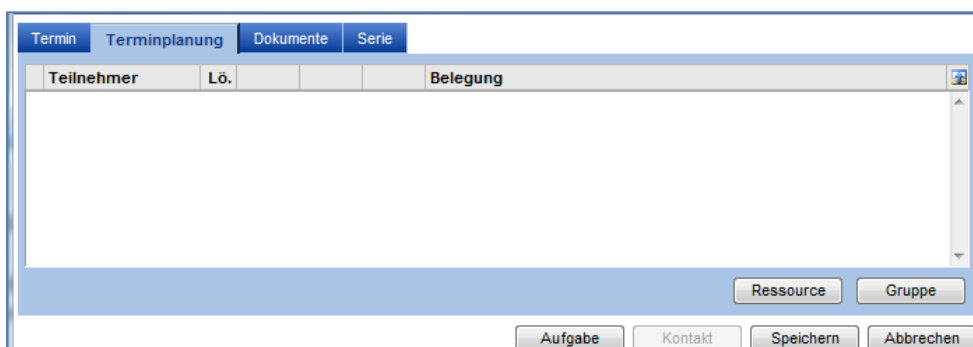 Termin Terminplanung Dokumente Serie
Teilnehmer Lö. Belegung
Ressource Gruppe
Aufgabe Kontakt Speichern Abbrechen